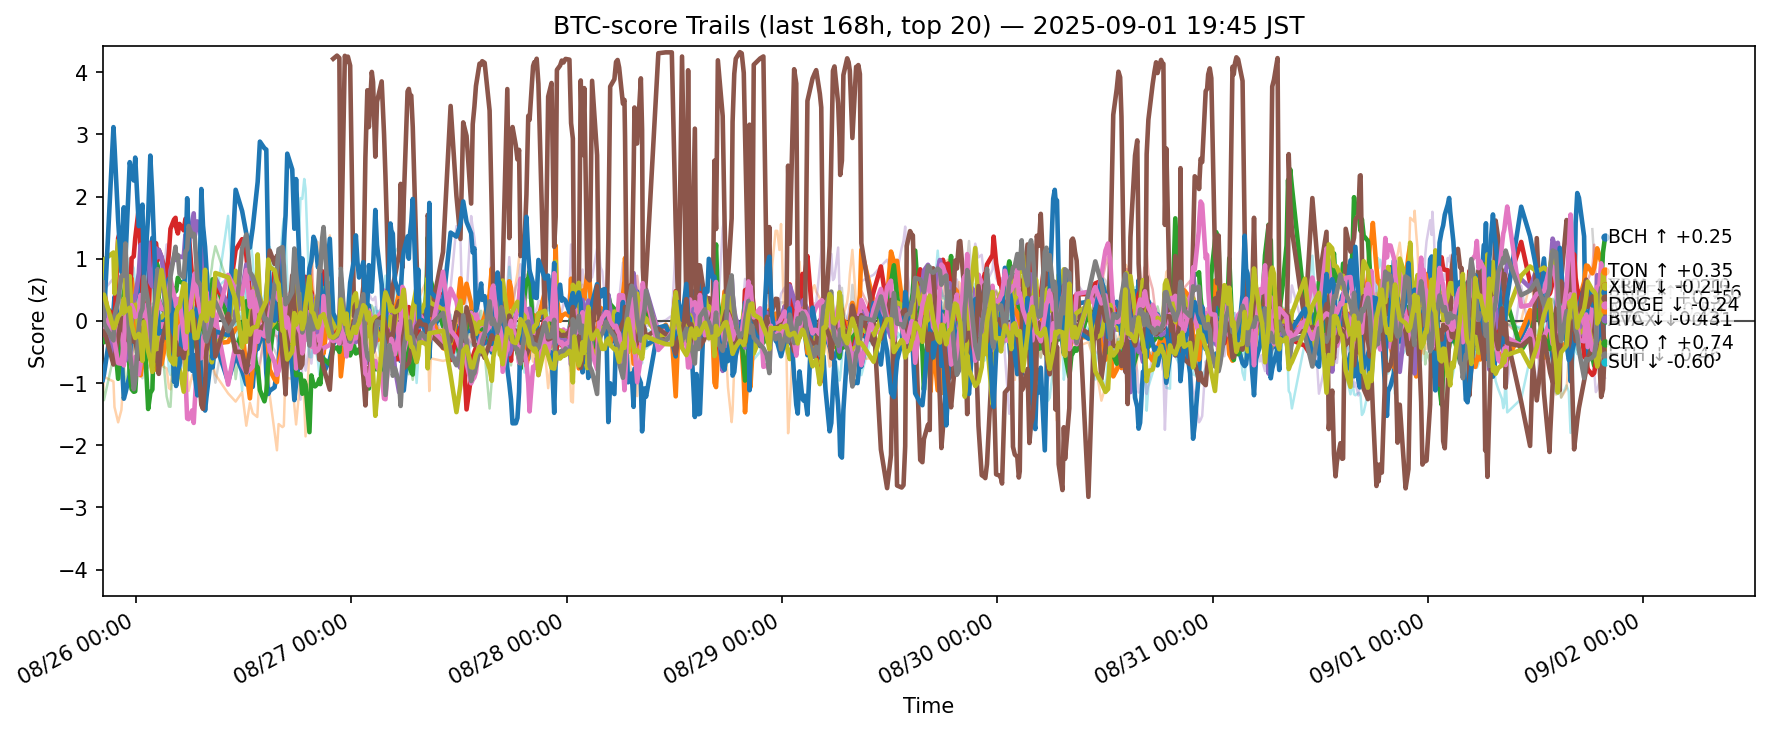 BTC-score Trails (last 168h, top 20) — 2025-09-01 19:45 JST
Score (z)
4
3
2
1
0
−1
−2
−3
−4
BCH ↑ +0.25
TON ↑ +0.35
XLM ↓
DOGE ↓ -0.24
BTC ↓
CRO ↑ +0.74
SUI ↓ -0.60
08/26 00:00
08/27 00:00
08/28 00:00
08/29 00:00
08/30 00:00
08/31 00:00
09/01 00:00
09/02 00:00
Time